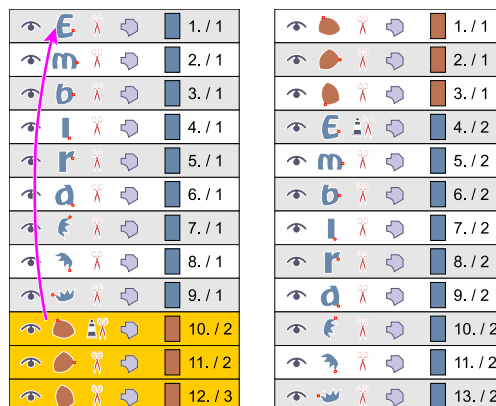 E 1. / 1
m 2. / 1
b 3. / 1
l 4. / 1
r 5. / 1
a 6. / 1
7. / 1
8. / 1
9. / 1
10. / 2
11. / 2
12. / 3
1. / 1
2. / 1
3. / 1
E 4. / 2
m 5. / 2
b 6. / 2
l 7. / 2
r 8. / 2
a 9. / 2
10. / 2
11. / 2
13. / 2